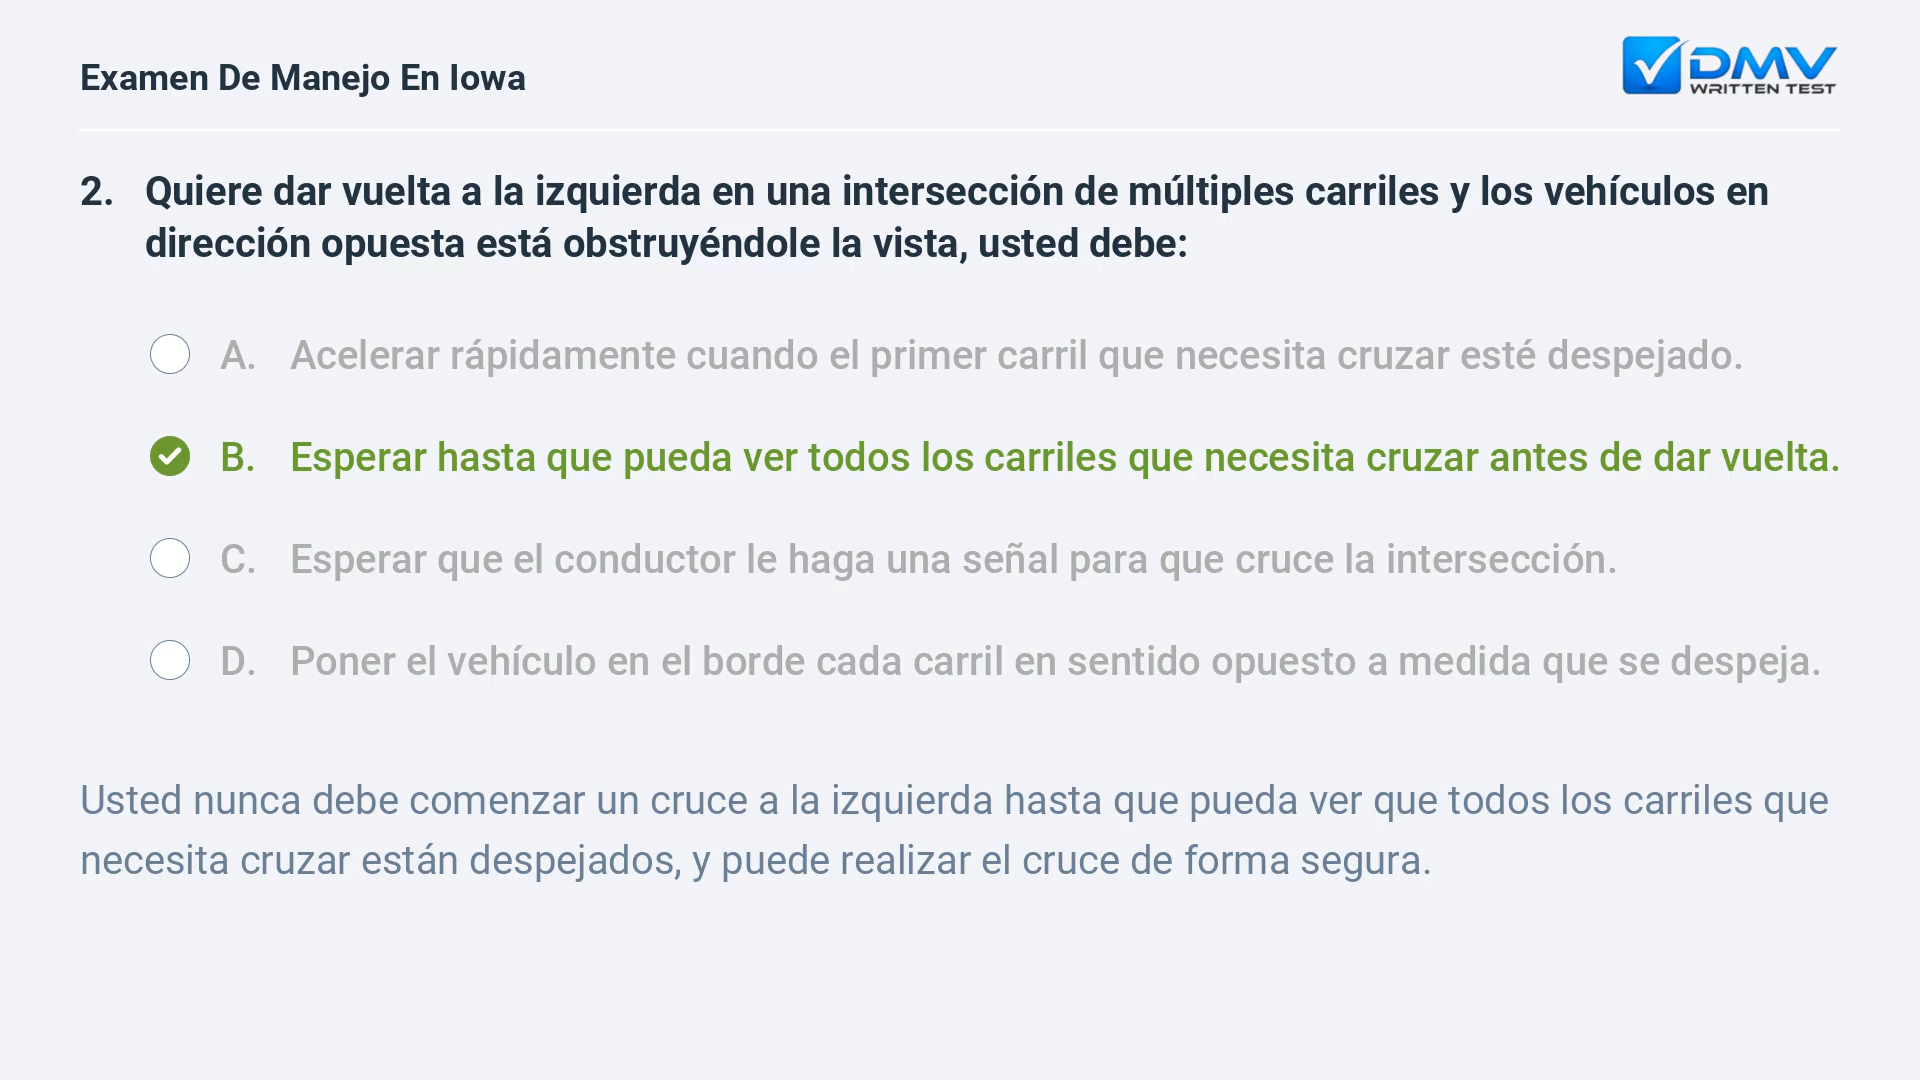 Examen De Manejo En Iowa
DMV
WRITTEN TEST
2. Quiere dar vuelta a la izquierda en una intersección de múltiples carriles y los vehículos en
dirección opuesta está obstruyéndole la vista, usted debe:
A. Acelerar rápidamente cuando el primer carril que necesita cruzar esté despejado.
B. Esperar hasta que pueda ver todos los carriles que necesita cruzar antes de dar vuelta.
C. Esperar que el conductor le haga una señal para que cruce la intersección.
D. Poner el vehículo en el borde cada carril en sentido opuesto a medida que se despeja.
Usted nunca debe comenzar un cruce a la izquierda hasta que pueda ver que todos los carriles que
necesita cruzar están despejados, y puede realizar el cruce de forma segura.